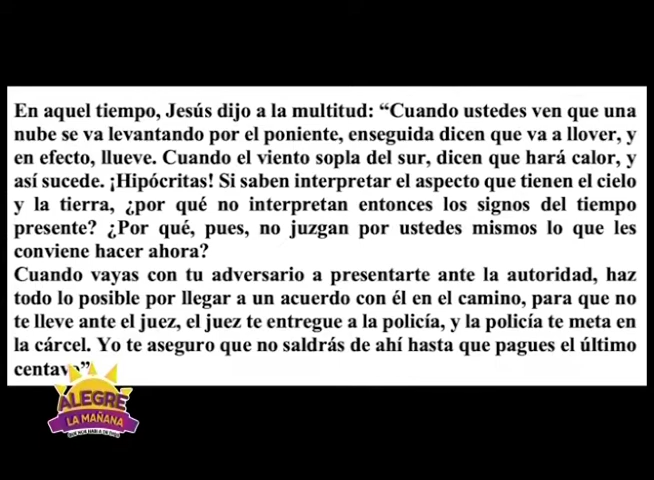 En aquel tiempo, Jesús dijo a la multitud: “Cuando ustedes ven que una
nube se va levantando por el poniente, enseguida dicen que va a llover, y
en efecto, llueve. Cuando el viento sopla del sur, dicen que hará calor, y
así sucede. ¡Hipócritas! Si saben interpretar el aspecto que tienen el cielo
y la tierra, ¿por qué no interpretan entonces los signos del tiempo
presente? ¿Por qué, pues, no juzgan por ustedes mismos lo que les
conviene hacer ahora?
Cuando vayas con tu adversario a presentarte ante la autoridad, haz
todo lo posible por llegar a un acuerdo con él en el camino, para que no
te lleve ante el juez, el juez te entregue a la policía, y la policía te meta en
la cárcel. Yo te aseguro que no saldrás de ahí hasta que pagues el último
centavo”
ALEGRE
LA MAÑANA